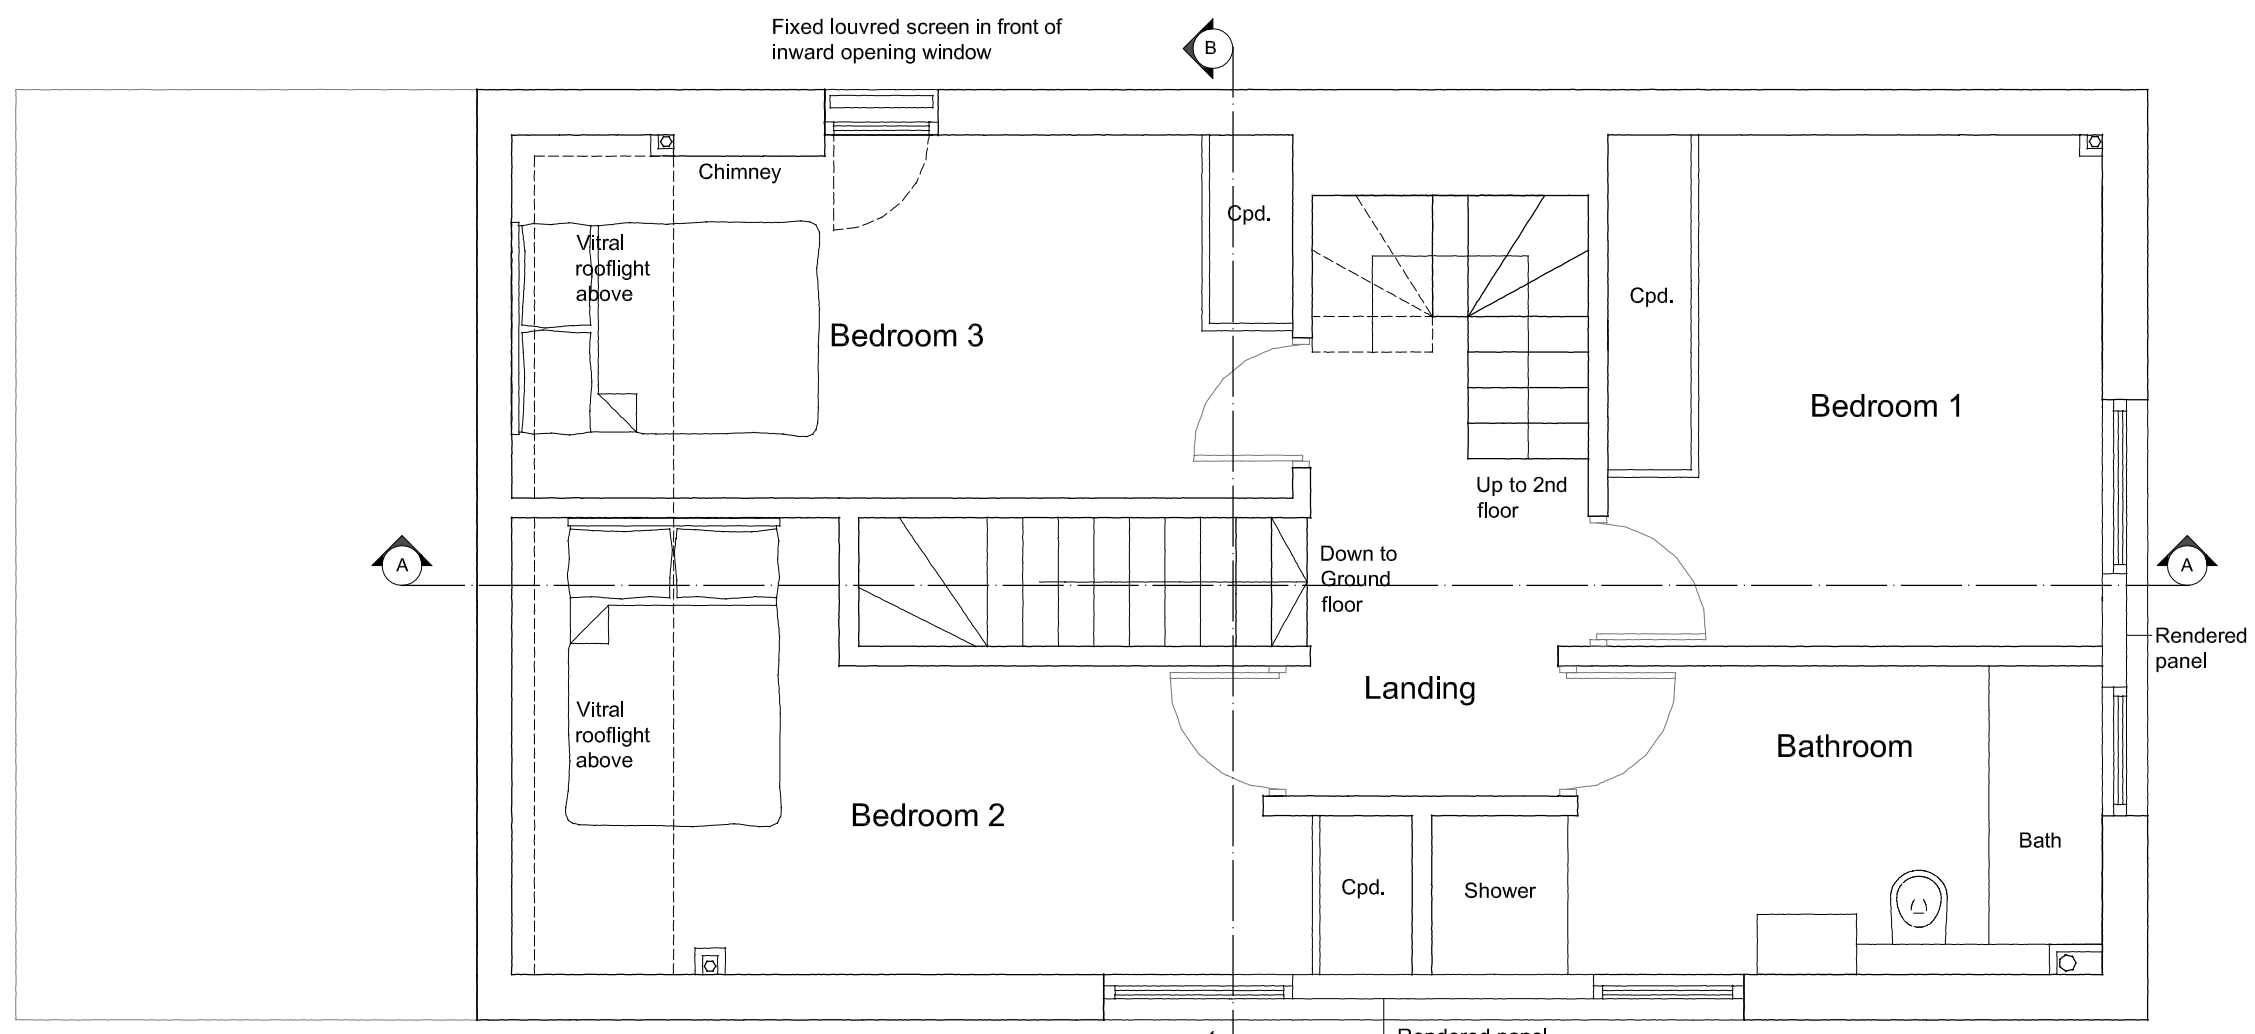 Fixed louvred screen in front of
inward opening window
B
Chimney
Cpd.
Vitral
rooflight
above
Bedroom 3
Cpd.
Bedroom 1
Up to 2nd
floor
A
Down to
Ground
floor
A
Rendered
panel
Landing
Vitral
rooflight
above
Bathroom
Bedroom 2
Bath
Cpd.
Shower
Rendered panel